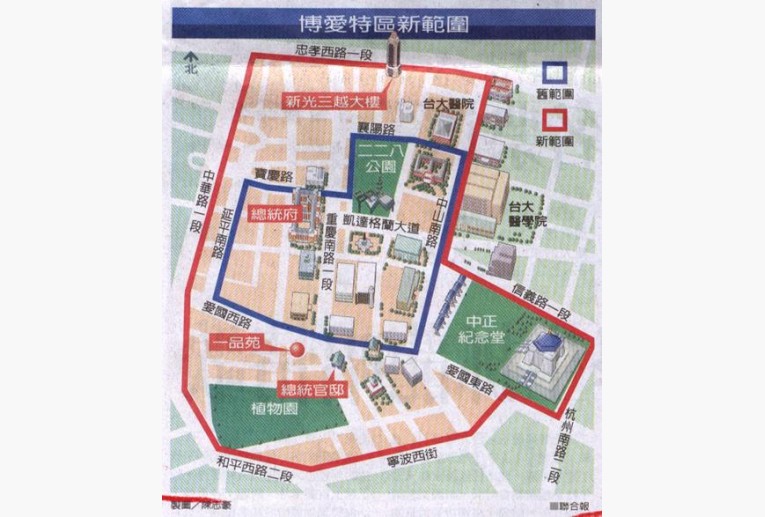 博愛特區新範圍
忠孝西路一段
北
新光三越大樓
舊範圍
新範圍
台大醫院
襄陽路
二二八
公園
寶慶路
中華路一段
延平南路
總統府
重慶南路一段
凱達格蘭大道
中山南路
台大
醫學院
信義路一段
愛國西路
中正
紀念堂
一品苑
總統官邸
愛國東路
植物園
杭州南路二段
寧波西街
和平西路二段
製圖／陳志豪
■聯合報